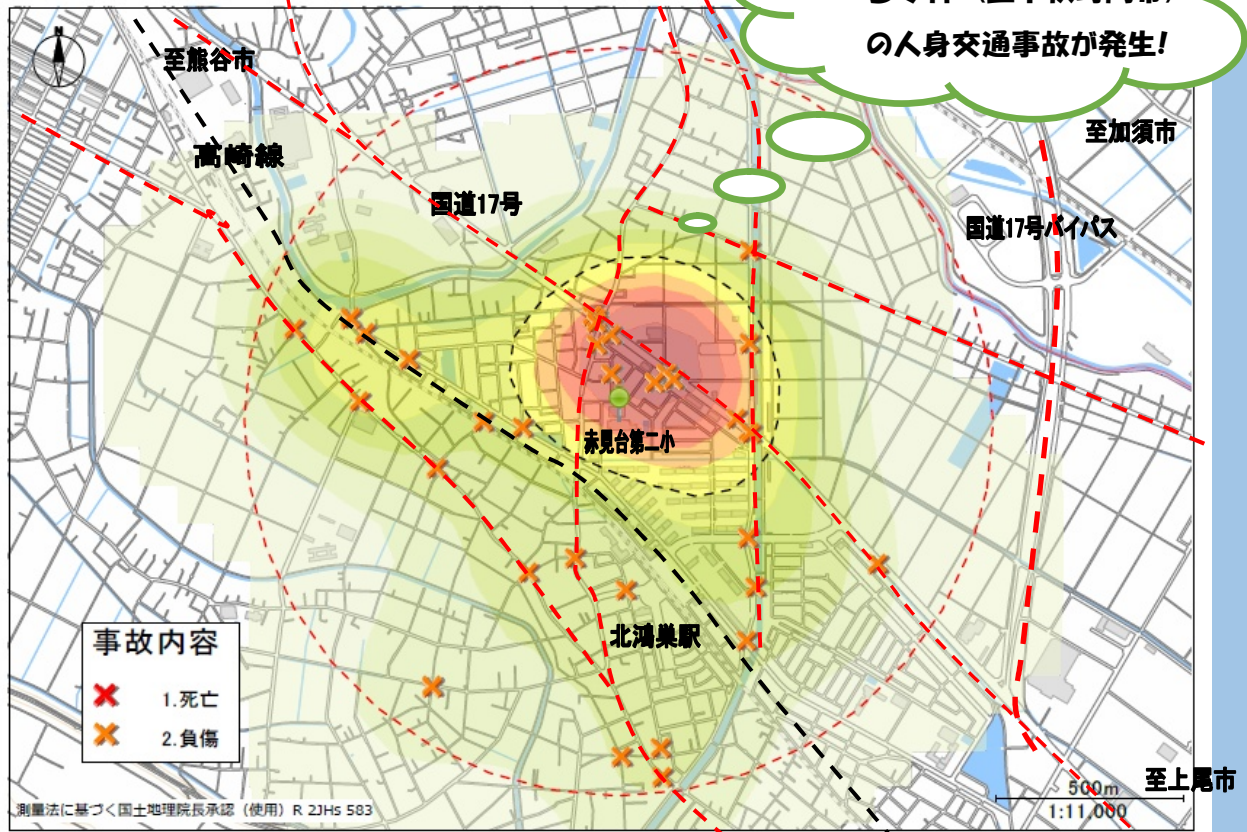 の人身交通事故が発生!
N
至熊谷市
至加須市
高崎線
国道17号
国道17号バイパス
赤見台第二小
北鴻巣駅
事故内容
1.死亡
2.負傷
至上尾市
500m
1:11,000
測量法に基づく国土地理院長承認（使用）R 2JHs 583